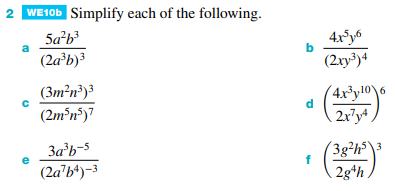 2 WE10b Simplify each of the following.
a 5a²b³/(2a³b)³
b 4x⁵y⁶/(2xy³)⁴
c (3m²n³)³/(2m⁵n⁵)⁷
d (4x³y¹⁰/2x⁷y⁴)⁶
e 3a³b⁻⁵/(2a⁷b⁴)⁻³
f (3g²h⁵/2g⁴h)³